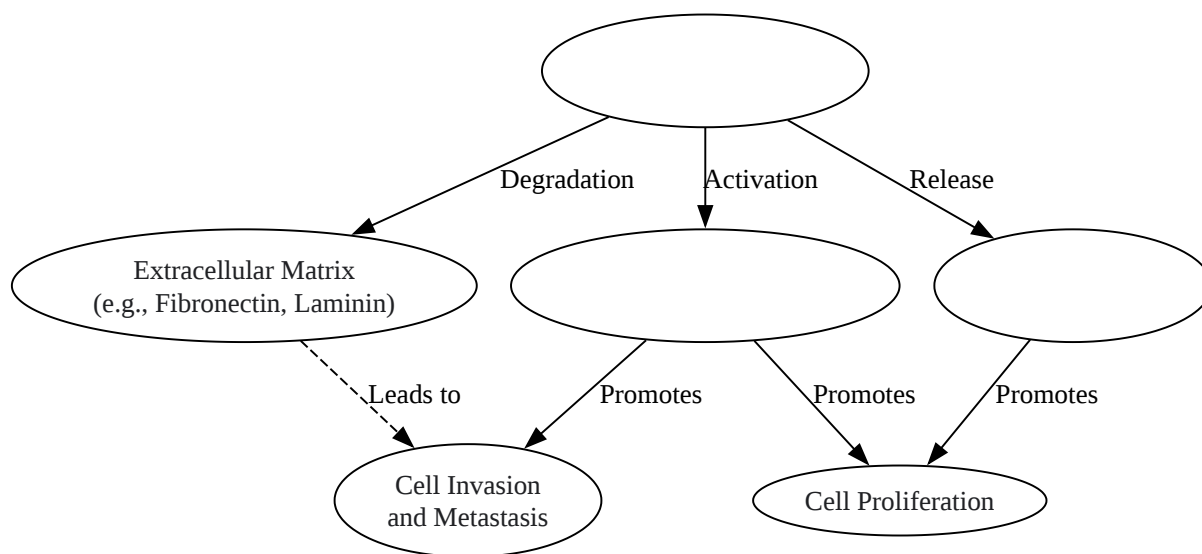 Degradation
Activation
Release
Extracellular Matrix
(e.g., Fibronectin, Laminin)
Leads to
Promotes
Promotes
Promotes
Cell Invasion
and Metastasis
Cell Proliferation